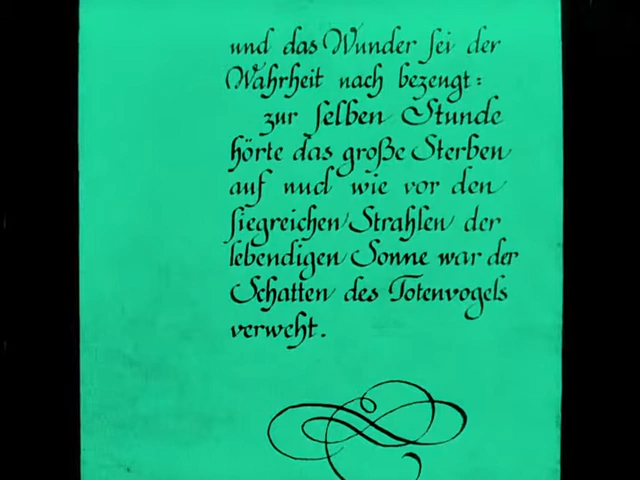 und das Wunder sei der
Wahrheit nach bezeugt:
zur selben Stunde
hörte das große Sterben
auf und wie vor den
siegreichen Strahlen der
lebendigen Sonne war der
Schatten des Totenvogels
verweht.